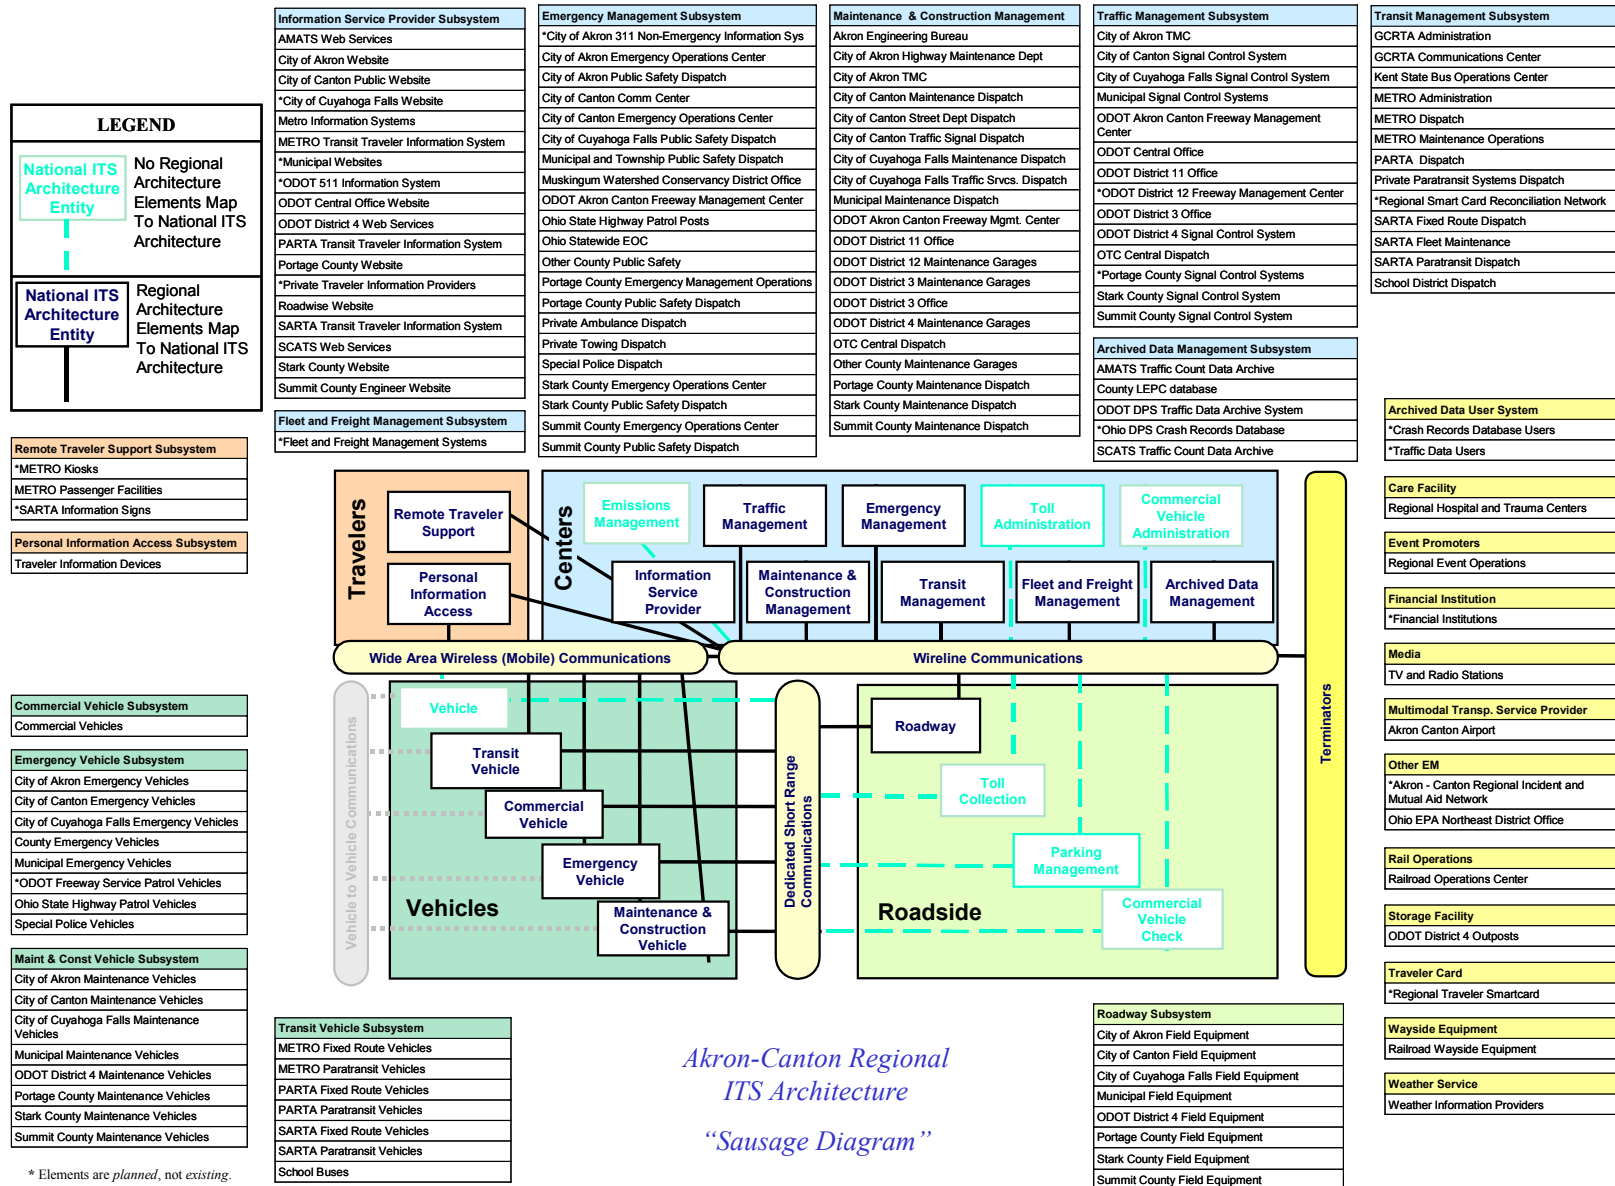 LEGEND
National ITS
Architecture
Entity
No Regional
Architecture
Elements Map
To National ITS
Architecture
National ITS
Architecture
Entity
Regional
Architecture
Elements Map
To National ITS
Architecture
Information Service Provider Subsystem
AMATS Web Services
City of Akron Website
City of Canton Public Website
*City of Cuyahoga Falls Website
Metro Information Systems
METRO Transit Traveler Information System
*Municipal Websites
*ODOT 511 Information System
ODOT Central Office Website
ODOT District 4 Web Services
PARTA Transit Traveler Information System
Portage County Website
*Private Traveler Information Providers
Roadwise Website
SARTA Transit Traveler Information System
SCATS Web Services
Stark County Website
Summit County Engineer Website
Fleet and Freight Management Subsystem
*Fleet and Freight Management Systems
Emergency Management Subsystem
*City of Akron 311 Non-Emergency Information Sys
City of Akron Emergency Operations Center
City of Akron Public Safety Dispatch
City of Canton Comm Center
City of Canton Emergency Operations Center
City of Cuyahoga Falls Public Safety Dispatch
Municipal and Township Public Safety Dispatch
Muskingum Watershed Conservancy District Office
ODOT Akron Canton Freeway Management Center
Ohio State Highway Patrol Posts
Ohio Statewide EOC
Other County Public Safety
Portage County Emergency Management Operations
Portage County Public Safety Dispatch
Private Ambulance Dispatch
Private Towing Dispatch
Special Police Dispatch
Stark County Emergency Operations Center
Stark County Public Safety Dispatch
Summit County Emergency Operations Center
Summit County Public Safety Dispatch
Maintenance & Construction Management
Akron Engineering Bureau
City of Akron Highway Maintenance Dept
City of Akron TMC
City of Canton Maintenance Dispatch
City of Canton Street Dept Dispatch
City of Canton Traffic Signal Dispatch
City of Cuyahoga Falls Maintenance Dispatch
City of Cuyahoga Falls Traffic Srvcs. Dispatch
Municipal Maintenance Dispatch
ODOT Akron Canton Freeway Mgmt. Center
ODOT District 11 Office
ODOT District 12 Maintenance Garages
ODOT District 3 Maintenance Garages
ODOT District 3 Office
ODOT District 4 Maintenance Garages
OTC Central Dispatch
Other County Maintenance Garages
Portage County Maintenance Dispatch
Stark County Maintenance Dispatch
Summit County Maintenance Dispatch
Traffic Management Subsystem
City of Akron TMC
City of Canton Signal Control System
City of Cuyahoga Falls Signal Control System
Municipal Signal Control Systems
ODOT Akron Canton Freeway Management
Center
ODOT Central Office
ODOT District 11 Office
*ODOT District 12 Freeway Management Center
ODOT District 3 Office
ODOT District 4 Signal Control System
OTC Central Dispatch
*Portage County Signal Control Systems
Stark County Signal Control System
Summit County Signal Control System
Archived Data Management Subsystem
AMATS Traffic Count Data Archive
County LEPC database
ODOT DPS Traffic Data Archive System
*Ohio DPS Crash Records Database
SCATS Traffic Count Data Archive
Transit Management Subsystem
GCRTA Administration
GCRTA Communications Center
Kent State Bus Operations Center
METRO Administration
METRO Dispatch
METRO Maintenance Operations
PARTA Dispatch
Private Paratransit Systems Dispatch
*Regional Smart Card Reconciliation Network
SARTA Fixed Route Dispatch
SARTA Fleet Maintenance
SARTA Paratransit Dispatch
School District Dispatch
Remote Traveler Support Subsystem
*METRO Kiosks
METRO Passenger Facilities
*SARTA Information Signs
Personal Information Access Subsystem
Traveler Information Devices
Commercial Vehicle Subsystem
Commercial Vehicles
Emergency Vehicle Subsystem
City of Akron Emergency Vehicles
City of Canton Emergency Vehicles
City of Cuyahoga Falls Emergency Vehicles
County Emergency Vehicles
Municipal Emergency Vehicles
*ODOT Freeway Service Patrol Vehicles
Ohio State Highway Patrol Vehicles
Special Police Vehicles
Maint & Const Vehicle Subsystem
City of Akron Maintenance Vehicles
City of Canton Maintenance Vehicles
City of Cuyahoga Falls Maintenance
Vehicles
Municipal Maintenance Vehicles
ODOT District 4 Maintenance Vehicles
Portage County Maintenance Vehicles
Stark County Maintenance Vehicles
Summit County Maintenance Vehicles
* Elements are planned, not existing.
Travelers
Remote Traveler
Support
Personal
Information
Access
Centers
Emissions
Management
Traffic
Management
Emergency
Management
Toll
Administration
Commercial
Vehicle
Administration
Information
Service
Provider
Maintenance &
Construction
Management
Transit
Management
Fleet and Freight
Management
Archived Data
Management
Wide Area Wireless (Mobile) Communications
Wireline Communications
Vehicle to Vehicle Communications
Vehicle
Transit
Vehicle
Commercial
Vehicle
Emergency
Vehicle
Maintenance &
Construction
Vehicle
Vehicles
Dedicated Short Range
Communications
Roadway
Toll
Collection
Parking
Management
Commercial
Vehicle
Check
Roadside
Terminators
Archived Data User System
*Crash Records Database Users
*Traffic Data Users
Care Facility
Regional Hospital and Trauma Centers
Event Promoters
Regional Event Operations
Financial Institution
*Financial Institutions
Media
TV and Radio Stations
Multimodal Transp. Service Provider
Akron Canton Airport
Other EM
*Akron - Canton Regional Incident and
Mutual Aid Network
Ohio EPA Northeast District Office
Rail Operations
Railroad Operations Center
Storage Facility
ODOT District 4 Outposts
Traveler Card
*Regional Traveler Smartcard
Wayside Equipment
Railroad Wayside Equipment
Weather Service
Weather Information Providers
Transit Vehicle Subsystem
METRO Fixed Route Vehicles
METRO Paratransit Vehicles
PARTA Fixed Route Vehicles
PARTA Paratransit Vehicles
SARTA Fixed Route Vehicles
SARTA Paratransit Vehicles
School Buses
Akron-Canton Regional
ITS Architecture
“Sausage Diagram”
Roadway Subsystem
City of Akron Field Equipment
City of Canton Field Equipment
City of Cuyahoga Falls Field Equipment
Municipal Field Equipment
ODOT District 4 Field Equipment
Portage County Field Equipment
Stark County Field Equipment
Summit County Field Equipment